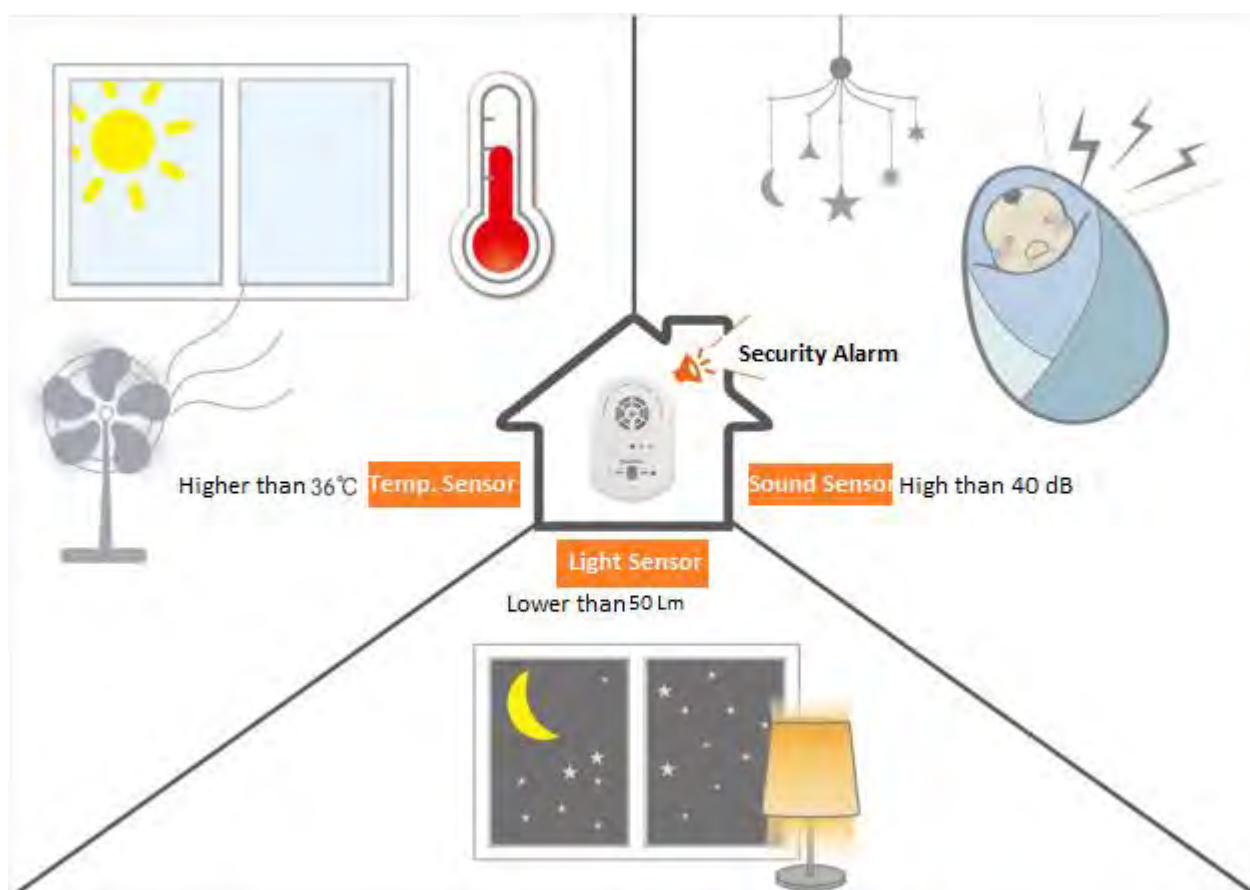 Security Alarm
Higher than 36℃ Temp. Sensor
Sound Sensor High than 40 dB
Light Sensor
Lower than 50 Lm